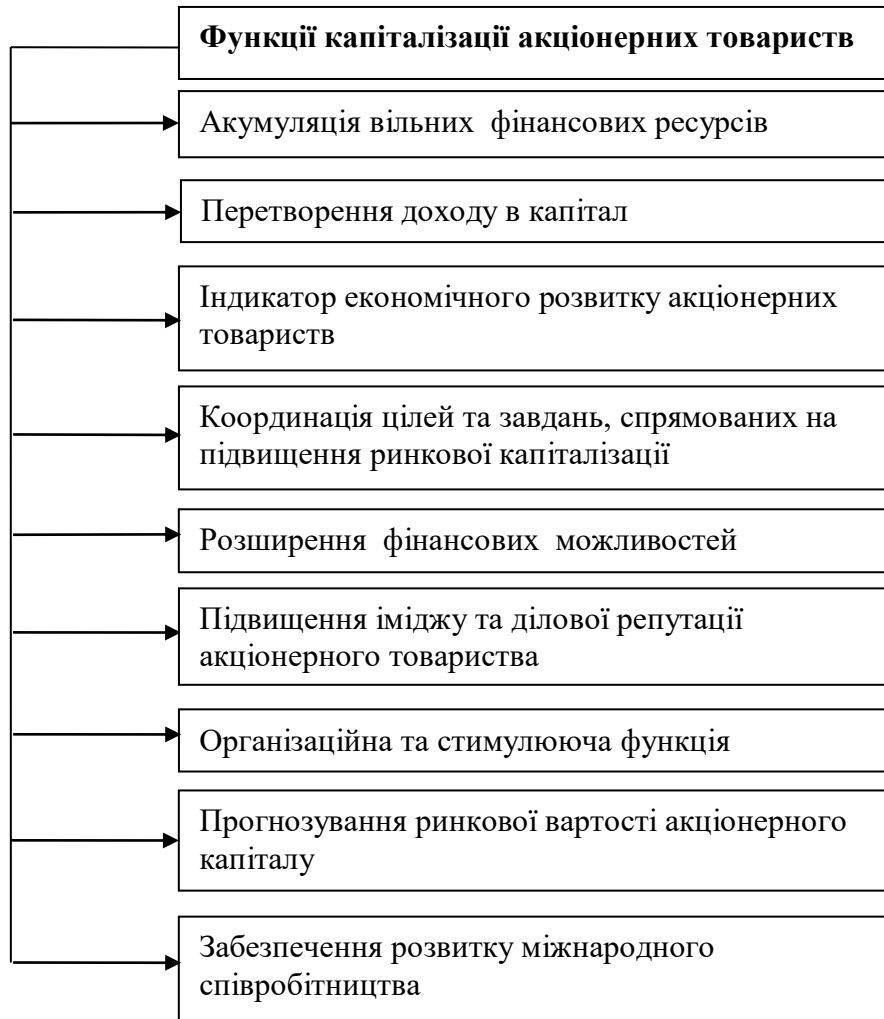 Функції капіталізації акціонерних товариств
Акумуляція вільних фінансових ресурсів
Перетворення доходу в капітал
Індикатор економічного розвитку акціонерних
товариств
Координація цілей та завдань, спрямованих на
підвищення ринкової капіталізації
Розширення фінансових можливостей
Підвищення іміджу та ділової репутації
акціонерного товариства
Організаційна та стимулююча функція
Прогнозування ринкової вартості акціонерного
капіталу
Забезпечення розвитку міжнародного
співробітництва